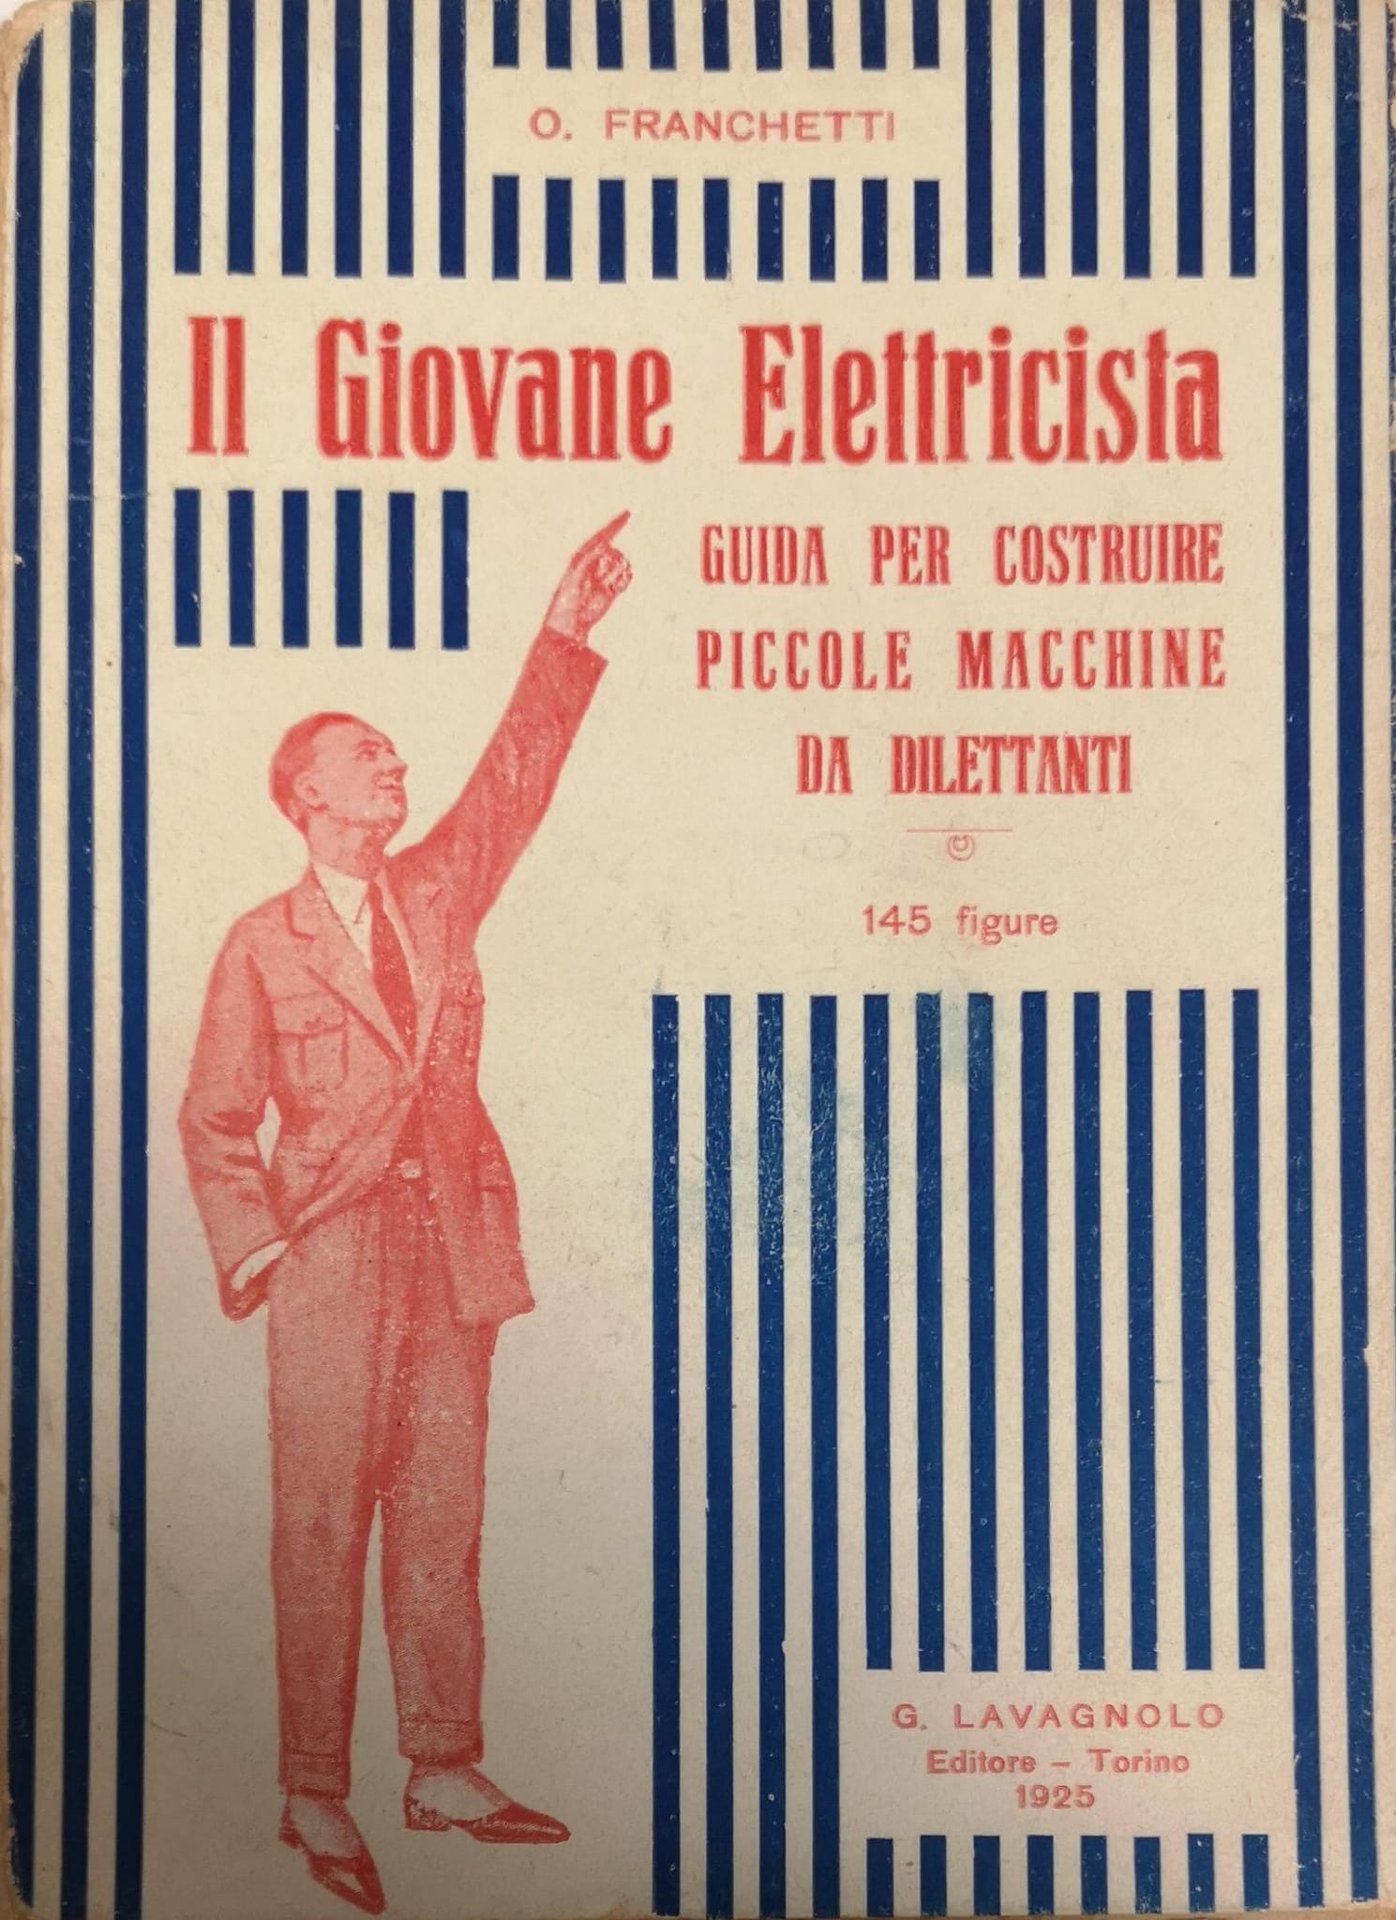 O. FRANCHETTI
Il Giovane Elettricista
GUIDA PER COSTRUIRE
PICCOLE MACCHINE
DA DILETTANTI
145 figure
G. LAVAGNOLO
Editore - Torino
1925